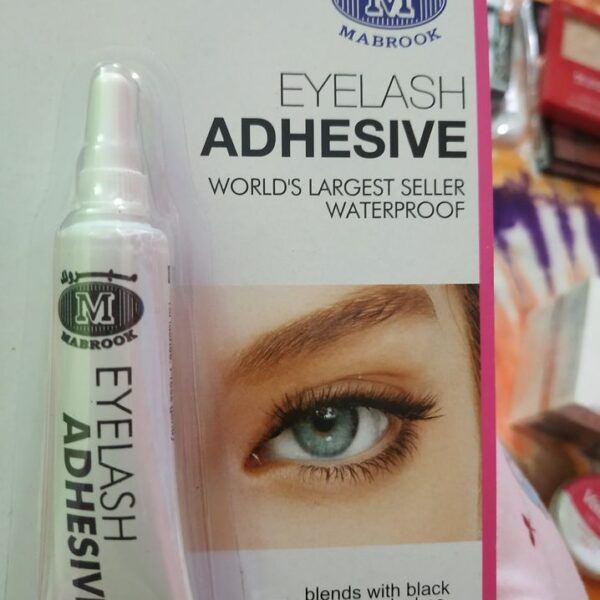 M
MABROOK
EYELASH
ADHESIVE
WORLD'S LARGEST SELLER
WATERPROOF
M
MABROOK
EYELASH
ADHESIV
blends with black